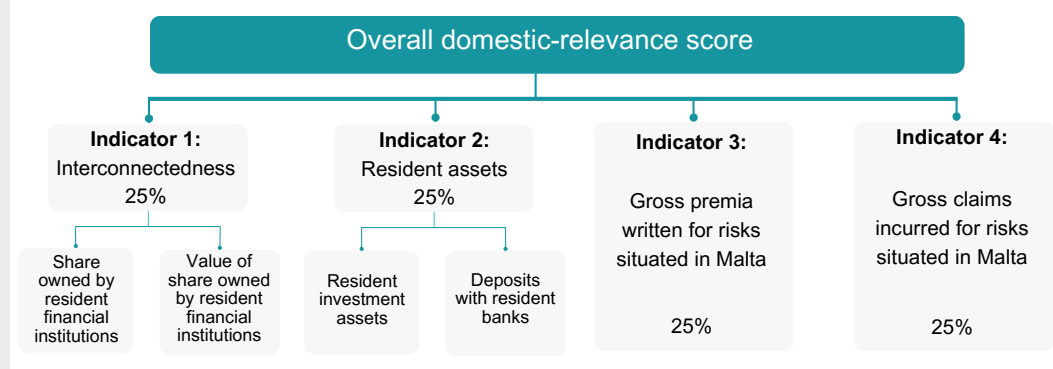 Overall domestic-relevance score
Indicator 1:
Interconnectedness
25%
Share
owned by
resident
financial
institutions
Value of
share owned
by resident
financial
institutions
Indicator 2:
Resident assets
25%
Resident
investment
assets
Deposits
with resident
banks
Indicator 3:
Gross premia
written for risks
situated in Malta
25%
Indicator 4:
Gross claims
incurred for risks
situated in Malta
25%